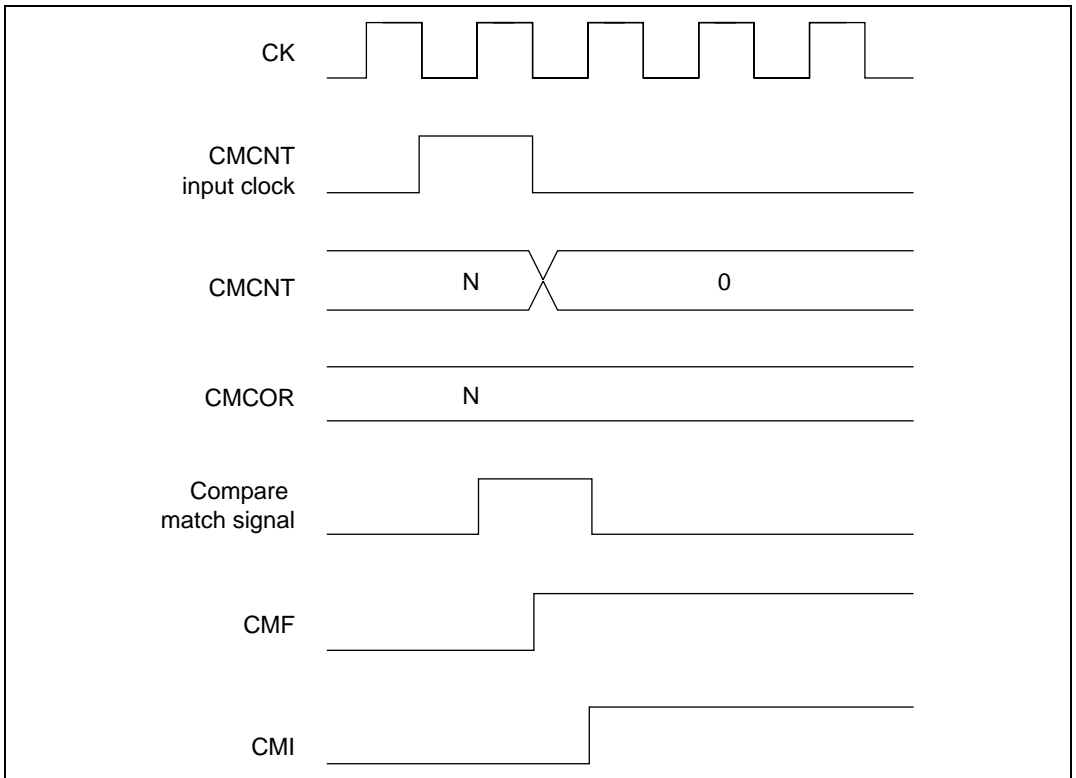 CK
CMCNT
input clock
CMCNT
N
0
CMCOR
N
Compare
match signal
CMF
CMI